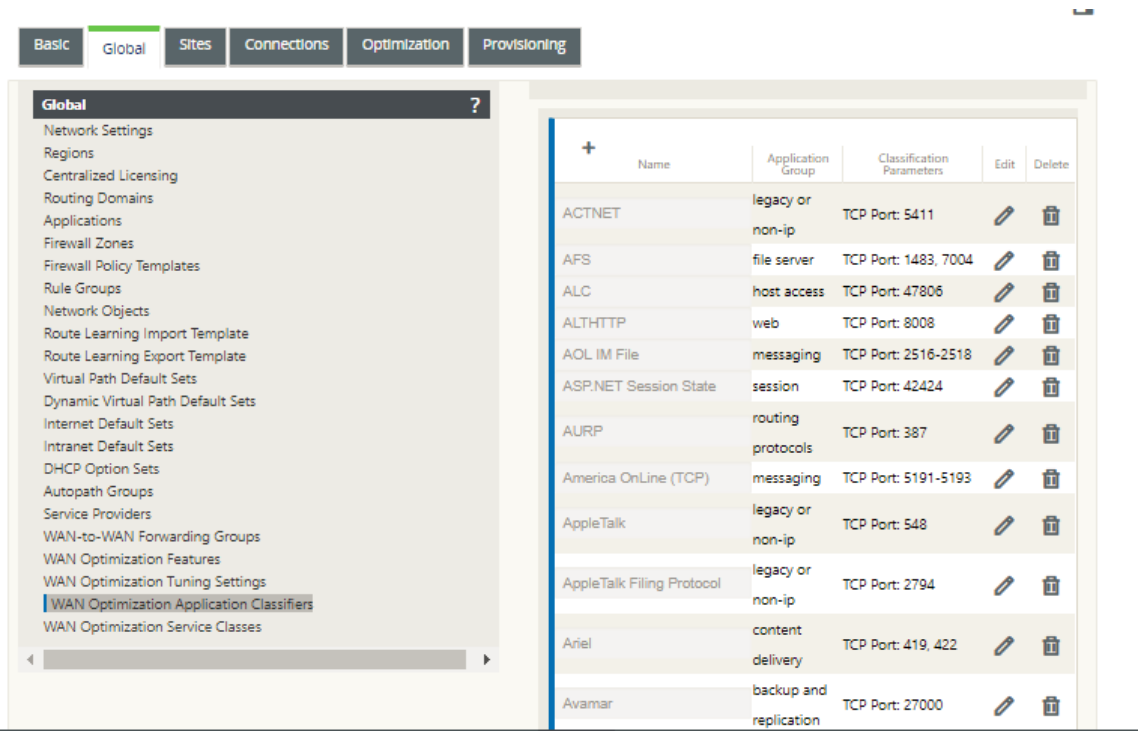 Basic
Global
Sites
Connections
Optimization
Provisioning
Global ?
Network Settings
Regions
Centralized Licensing
Routing Domains
Applications
Firewall Zones
Firewall Policy Templates
Rule Groups
Network Objects
Route Learning Import Template
Route Learning Export Template
Virtual Path Default Sets
Dynamic Virtual Path Default Sets
Internet Default Sets
Intranet Default Sets
DHCP Option Sets
Autopath Groups
Service Providers
WAN-to-WAN Forwarding Groups
WAN Optimization Features
WAN Optimization Tuning Settings
WAN Optimization Application Classifiers
WAN Optimization Service Classes
+
Name
Application
Group
Classification
Parameters
Edit
Delete
ACTNET
legacy or
non-ip
TCP Port: 5411
AFS
file server
TCP Port: 1483, 7004
ALC
host access
TCP Port: 47806
ALTHTTP
web
TCP Port: 8008
AOL IM File
messaging
TCP Port: 2516-2518
ASP.NET Session State
session
TCP Port: 42424
AURP
routing
protocols
TCP Port: 387
America OnLine (TCP)
messaging
TCP Port: 5191-5193
AppleTalk
legacy or
non-ip
TCP Port: 548
AppleTalk Filing Protocol
legacy or
non-ip
TCP Port: 2794
Ariel
content
delivery
TCP Port: 419, 422
Avamar
backup and
replication
TCP Port: 27000